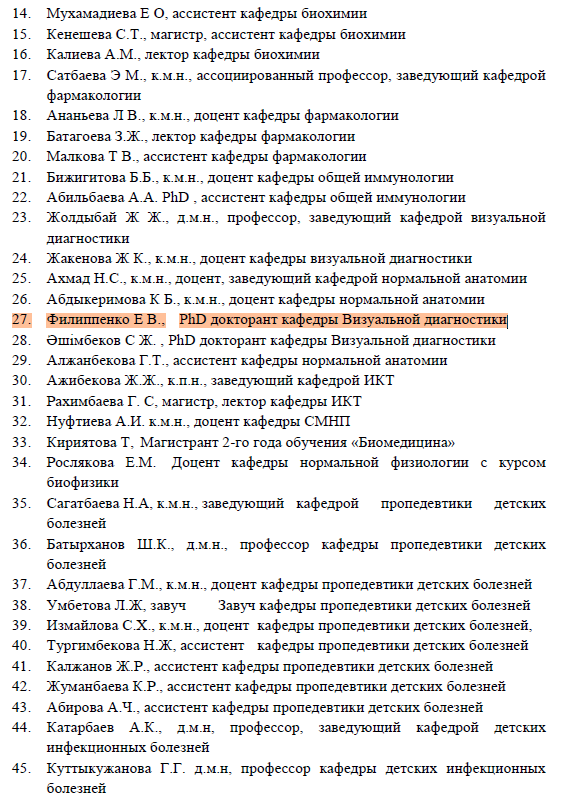 14. Мухамадиева Е О, ассистент кафедры биохимии
15. Кенешева С.Т., магистр, ассистент кафедры биохимии
16. Калиева А.М., лектор кафедры биохимии
17. Сатбаева Э М., к.м.н., ассоциированный профессор, заведующий кафедрой
фармакологии
18. Ананьева Л В., к.м.н., доцент кафедры фармакологии
19. Батагоева З.Ж., лектор кафедры фармакологии
20. Малкова Т В., ассистент кафедры фармакологии
21. Бижигитова Б.Б., к.м.н., доцент кафедры общей иммунологии
22. Абильбаева А.А. PhD , ассистент кафедры общей иммунологии
23. Жолдыбай Ж Ж., д.м.н., профессор, заведующий кафедрой визуальной
диагностики
24. Жакенова Ж К., к.м.н., доцент кафедры визуальной диагностики
25. Ахмад Н.С., к.м.н., доцент, заведующий кафедрой нормальной анатомии
26. Абдыкеримова К Б., к.м.н., доцент кафедры нормальной анатомии
27. Филиппенко Е В., PhD докторант кафедры Визуальной диагностики
28. Әшімбеков С Ж. , PhD докторант кафедры Визуальной диагностики
29. Алжанбекова Г.Т., ассистент кафедры нормальной анатомии
30. Ажибекова Ж.Ж., к.п.н., заведующий кафедрой ИКТ
31. Рахимбаева Г. С, магистр, лектор кафедры ИКТ
32. Нуфтиева А.И. к.м.н., доцент кафедры СМНП
33. Кириятова Т, Магистрант 2-го года обучения «Биомедицина»
34. Рослякова Е.М. Доцент кафедры нормальной физиологии с курсом
биофизики
35. Сагатбаева Н.А, к.м.н., заведующий кафедрой пропедевтики детских
болезней
36. Батырханов Ш.К., д.м.н., профессор кафедры пропедевтики детских
болезней
37. Абдуллаева Г.М., к.м.н., доцент кафедры пропедевтики детских болезней
38. Умбетова Л.Ж, завуч Завуч кафедры пропедевтики детских болезней
39. Измайлова С.Х., к.м.н., доцент кафедры пропедевтики детских болезней,
40. Тургимбекова Н.Ж, ассистент кафедры пропедевтики детских болезней
41. Калжанов Ж.Р., ассистент кафедры пропедевтики детских болезней
42. Жуманбаева К.Р., ассистент кафедры пропедевтики детских болезней
43. Абирова А.Ч., ассистент кафедры пропедевтики детских болезней
44. Катарбаев А.К., д.м.н, профессор, заведующий кафедрой детских
инфекционных болезней
45. Куттыкужанова Г.Г. д.м.н, профессор кафедры детских инфекционных
болезней